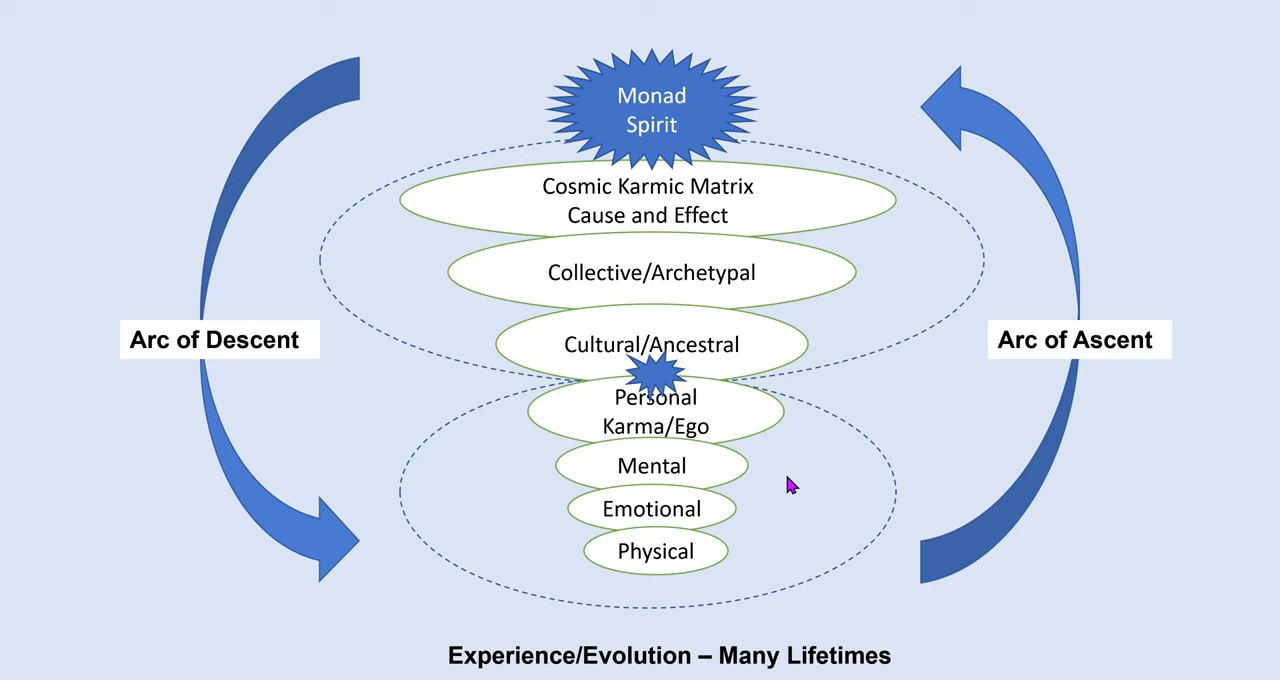 Monad
Spirit
Cosmic Karmic Matrix
Cause and Effect
Collective/Archetypal
Arc of Descent
Cultural/Ancestral
Arc of Ascent
Personal
Karma/Ego
Mental
Emotional
Physical
Experience/Evolution – Many Lifetimes